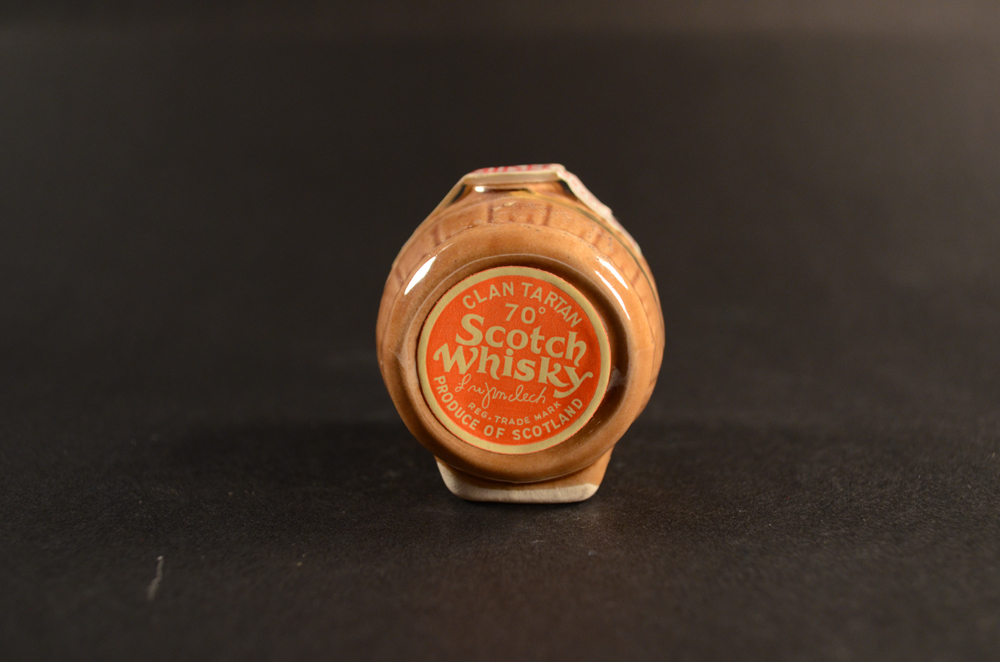 CLAN TARTAN
70°
Scotch
Whisky
REG. TRADE MARK
PRODUCE OF SCOTLAND